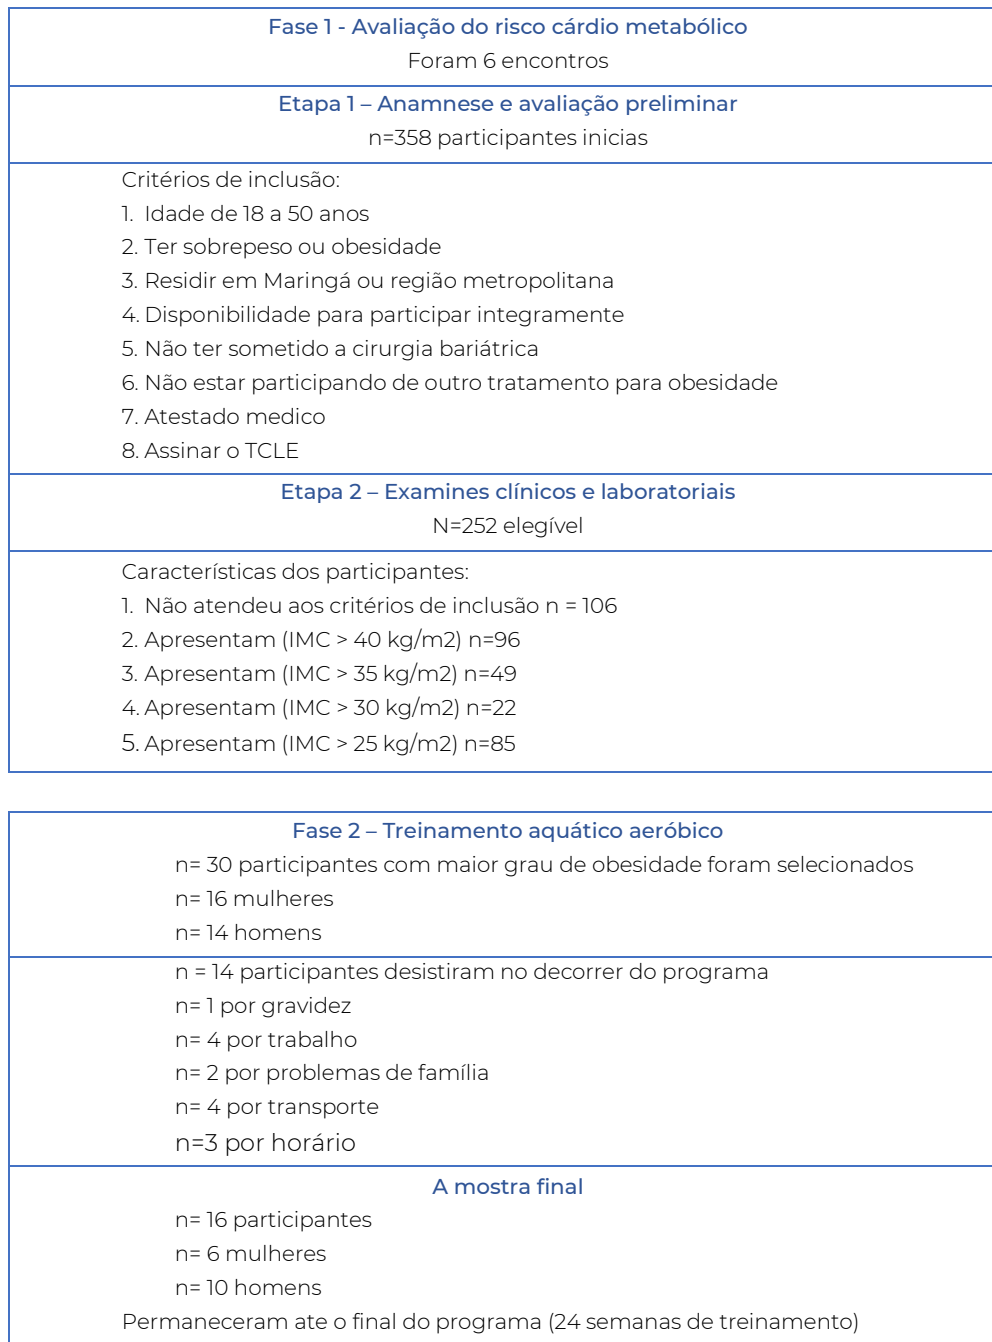 Fase 1 - Avaliação do risco cárdio metabólico
Foram 6 encontros
Etapa 1 – Anamnese e avaliação preliminar
n=358 participantes inicias
Critérios de inclusão:
1. Idade de 18 a 50 anos
2. Ter sobrepeso ou obesidade
3. Residir em Maringá ou região metropolitana
4. Disponibilidade para participar integramente
5. Não ter sometido a cirurgia bariátrica
6. Não estar participando de outro tratamento para obesidade
7. Atestado medico
8. Assinar o TCLE
Etapa 2 – Examines clínicos e laboratoriais
N=252 elegível
Características dos participantes:
1. Não atendeu aos critérios de inclusão n = 106
2. Apresentam (IMC > 40 kg/m2) n=96
3. Apresentam (IMC > 35 kg/m2) n=49
4. Apresentam (IMC > 30 kg/m2) n=22
5. Apresentam (IMC > 25 kg/m2) n=85
Fase 2 – Treinamento aquático aeróbico
n= 30 participantes com maior grau de obesidade foram selecionados
n= 16 mulheres
n= 14 homens
n = 14 participantes desistiram no decorrer do programa
n= 1 por gravidez
n= 4 por trabalho
n= 2 por problemas de família
n= 4 por transporte
n=3 por horário
A mostra final
n= 16 participantes
n= 6 mulheres
n= 10 homens
Permaneceram ate o final do programa (24 semanas de treinamento)